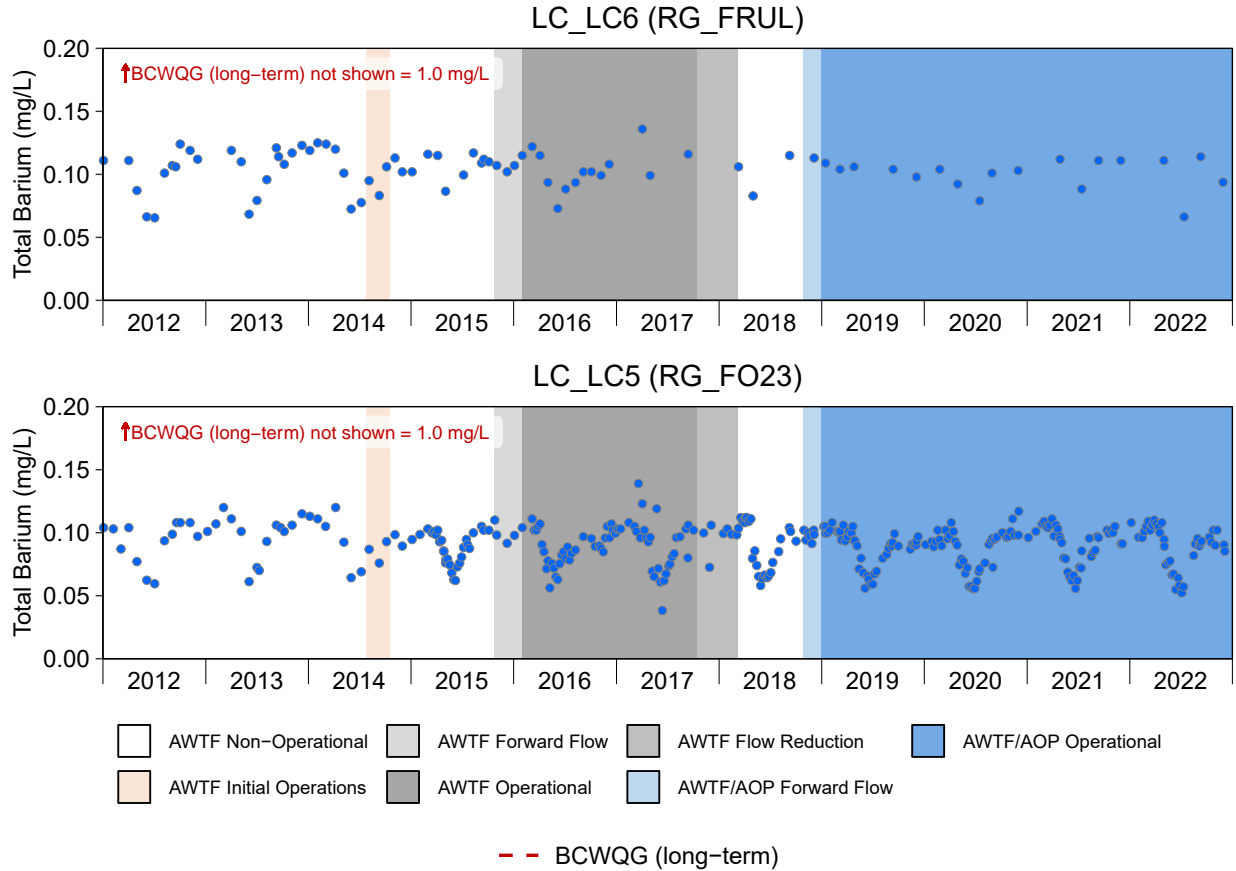 LC_LC6 (RG_FRUL)
Total Barium (mg/L)
0.20
0.15
0.10
0.05
0.00
BCWQG (long−term) not shown = 1.0 mg/L
2012 2013 2014 2015 2016 2017 2018 2019 2020 2021 2022
LC_LC5 (RG_FO23)
Total Barium (mg/L)
0.20
0.15
0.10
0.05
0.00
BCWQG (long−term) not shown = 1.0 mg/L
2012 2013 2014 2015 2016 2017 2018 2019 2020 2021 2022
AWTF Non−Operational AWTF Forward Flow AWTF Flow Reduction AWTF/AOP Operational
AWTF Initial Operations AWTF Operational AWTF/AOP Forward Flow
BCWQG (long−term)